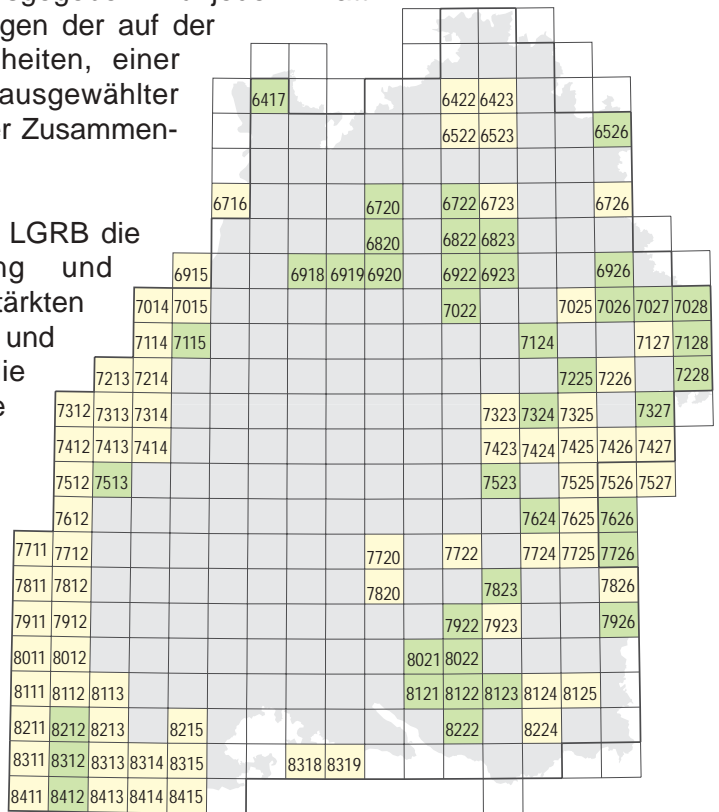 gen der auf der
heiten, einer
ausgewählter
er Zusammen-
6417 6422 6423
6522 6523 6526
6716 6720 6722 6723 6726
LGRB die
6820 6822 6823
ng und
6915 6918 6919 6920 6922 6923 6926
stärkten
7014 7015 7022 7025 7026 7027 7028
und
7114 7115 7124 7127 7128
ie
7213 7214 7225 7226 7228
e
7312 7313 7314 7323 7324 7325 7327
7412 7413 7414 7423 7424 7425 7426 7427
7512 7513 7523 7525 7526 7527
7612 7624 7625 7626
7711 7712 7720 7722 7724 7725 7726
7811 7812 7820 7823 7826
7911 7912 7922 7923 7926
8011 8012 8021 8022
8111 8112 8113 8121 8122 8123 8124 8125
8211 8212 8213 8215 8222 8224
8311 8312 8313 8314 8315 8318 8319
8411 8412 8413 8414 8415